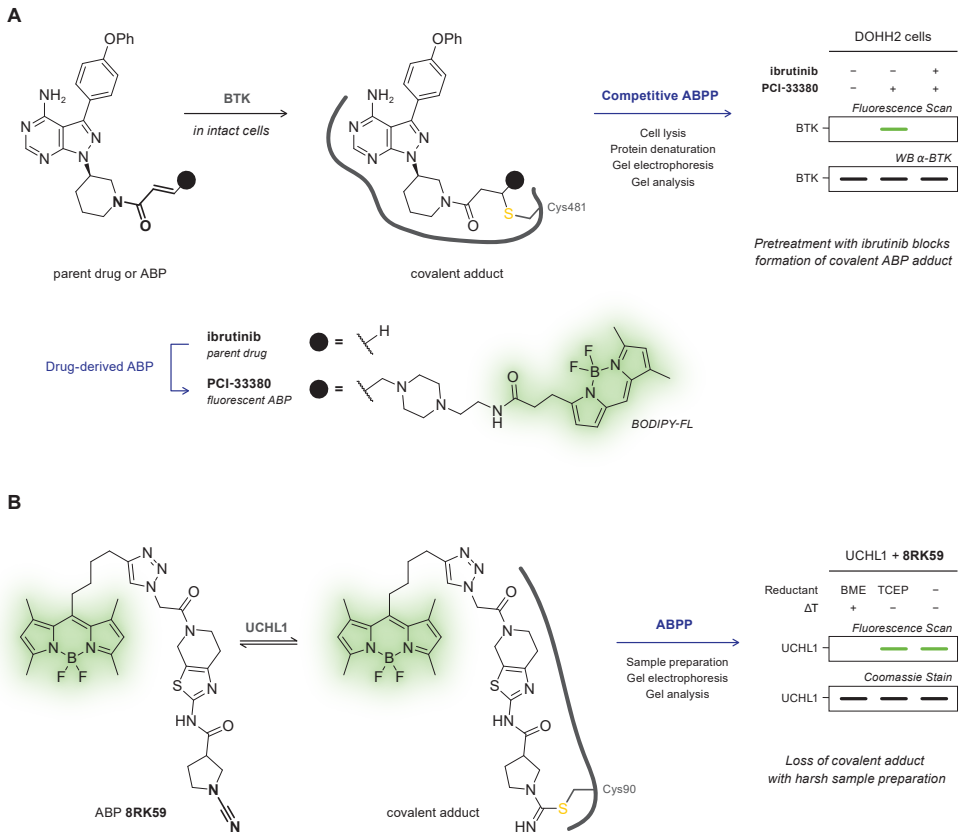 A
OPh
NH2
N
N
N
N
N
O
parent drug or ABP
BTK
in intact cells
OPh
NH2
N
N
N
N
N
O
S
Cys481
covalent adduct
Competitive ABPP
Cell lysis
Protein denaturation
Gel electrophoresis
Gel analysis
DOHH2 cells
ibrutinib – – +
PCI-33380 – + +
Fluorescence Scan
BTK
WB α-BTK
BTK
Pretreatment with ibrutinib blocks
formation of covalent ABP adduct
Drug-derived ABP
ibrutinib
parent drug
= H
PCI-33380
fluorescent ABP
=
N
N
N
H
O
F
F
B
N
N
BODIPY-FL
B
N
N
N
O
N
N
B
N
F F
S
N
HN
O
N
N
ABP 8RK59
UCHL1
N
N
N
O
N
N
B
N
F F
S
N
HN
O
N
S
HN
Cys90
covalent adduct
ABPP
Sample preparation
Gel electrophoresis
Gel analysis
UCHL1 + 8RK59
Reductant BME TCEP –
ΔT + – –
Fluorescence Scan
UCHL1
Coomassie Stain
UCHL1
Loss of covalent adduct
with harsh sample preparation